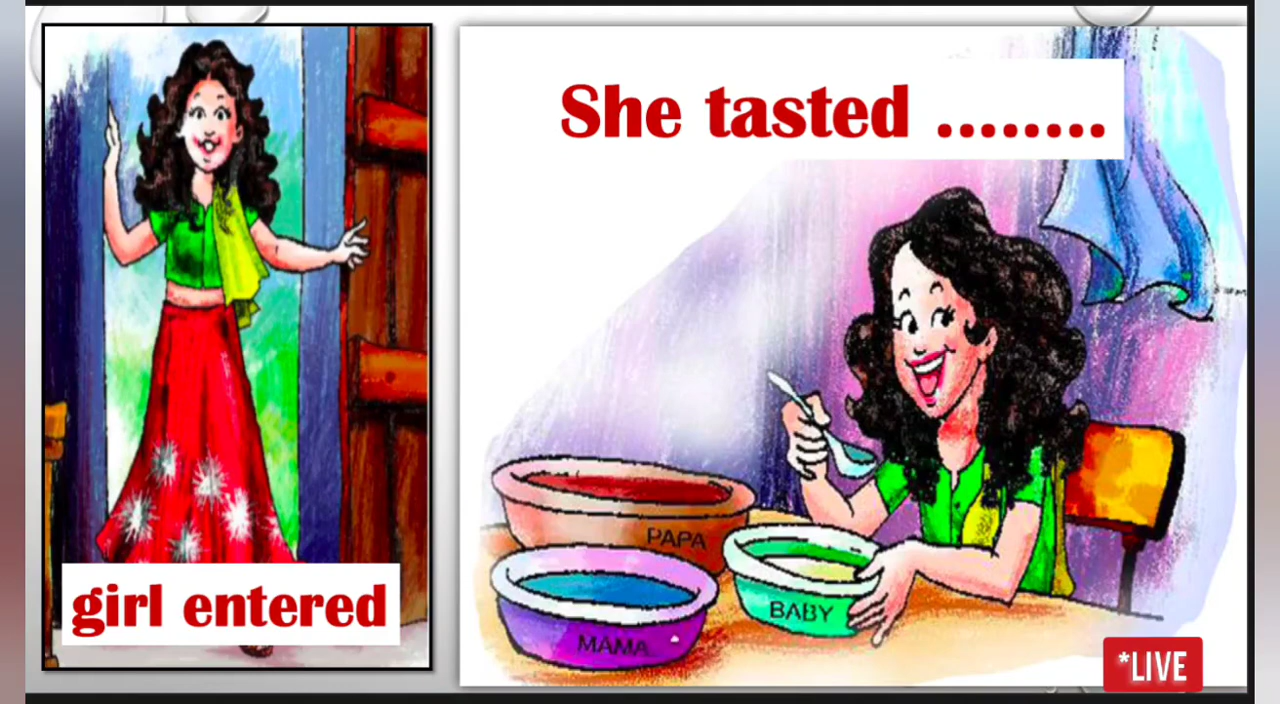 She tasted ........
girl entered
PAPA
MAMA
BABY
*LIVE